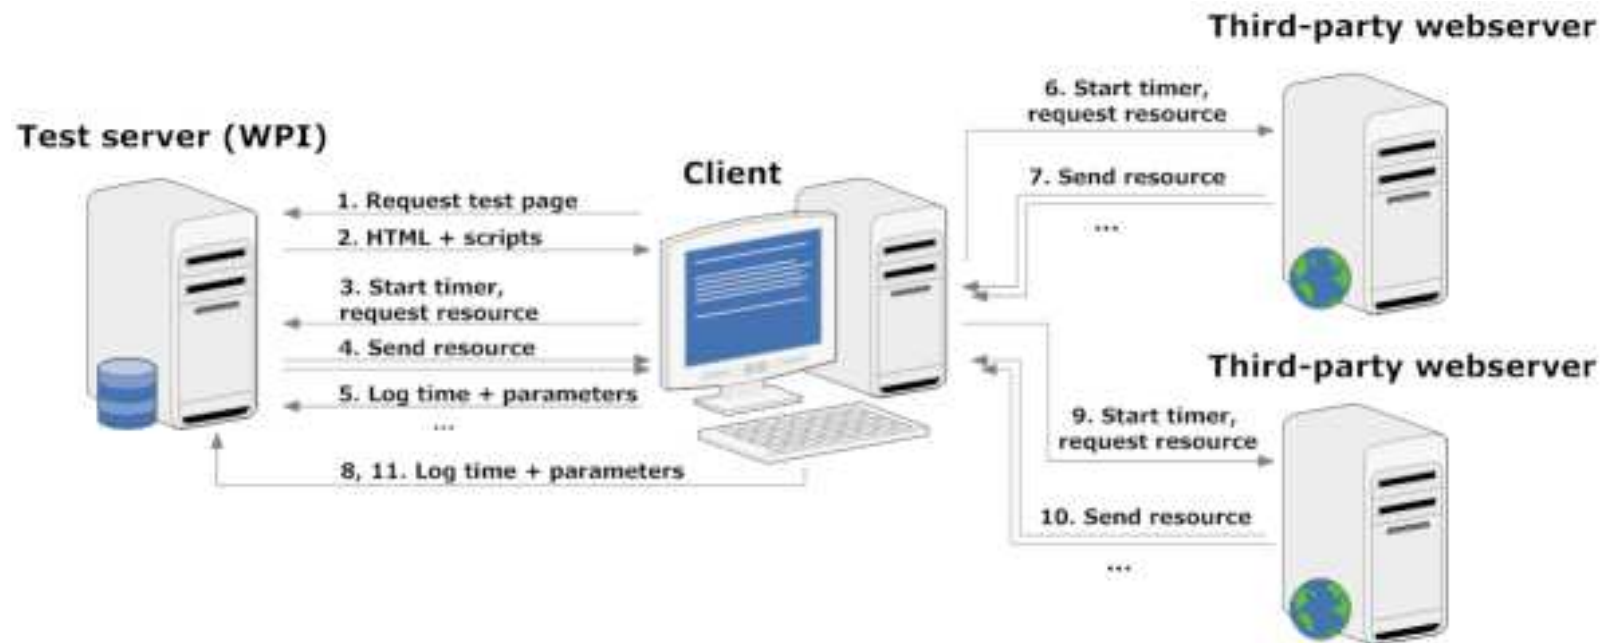 Third-party webserver
6. Start timer,
request resource
Test server (WPI)
Client
7. Send resource
1. Request test page
...
2. HTML + scripts
3. Start timer,
request resource
4. Send resource
Third-party webserver
5. Log time + parameters
...
9. Start timer,
request resource
8, 11. Log time + parameters
10. Send resource
...